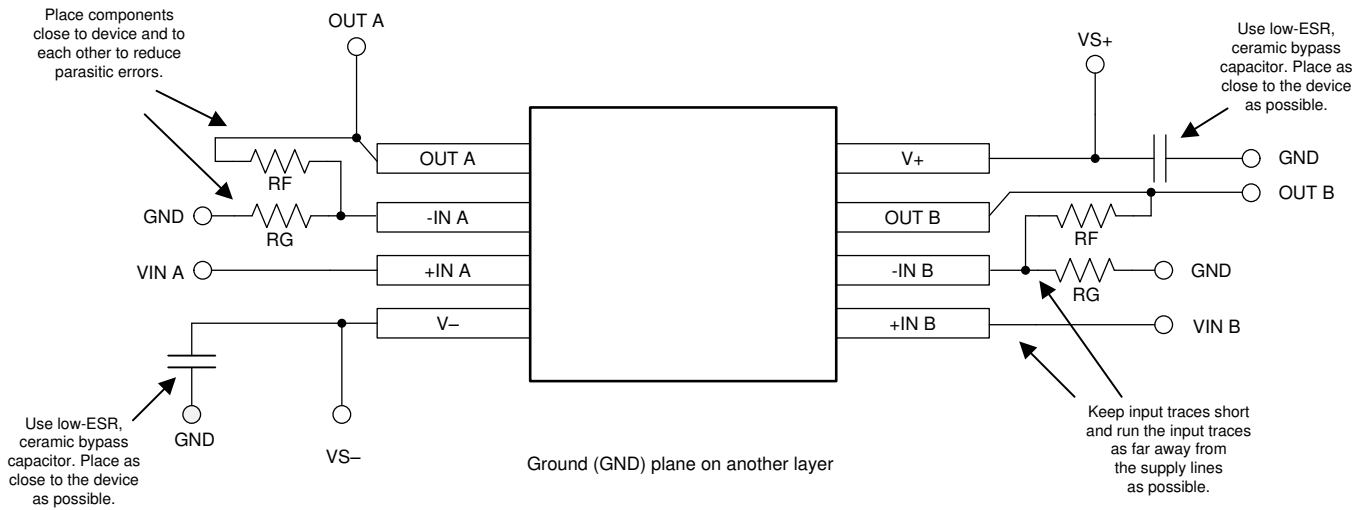 Place components
close to device and to
each other to reduce
parasitic errors.
OUT A
VS+
Use low-ESR,
ceramic bypass
capacitor. Place as
close to the device
as possible.
OUT A
V+
GND
RF
OUT B
OUT B
GND
RG
-IN A
RF
VIN A
+IN A
-IN B
RG
GND
V–
+IN B
VIN B
Use low-ESR,
ceramic bypass
capacitor. Place as
close to the device
as possible.
GND
VS–
Ground (GND) plane on another layer
Keep input traces short
and run the input traces
as far away from
the supply lines
as possible.